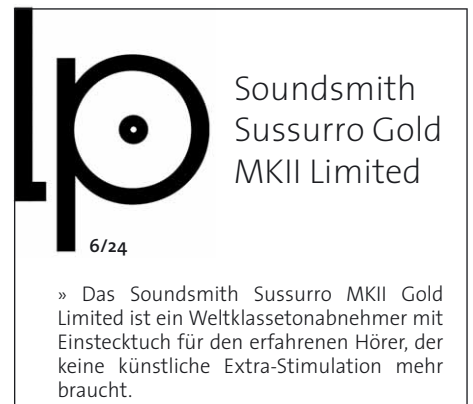 lp
Soundsmith
Sussurro Gold
MKII Limited
6/24
» Das Soundsmith Sussurro MKII Gold
Limited ist ein Weltklassetonabnehmer mit
Einstecktuch für den erfahrenen Hörer, der
keine künstliche Extra-Stimulation mehr
braucht.